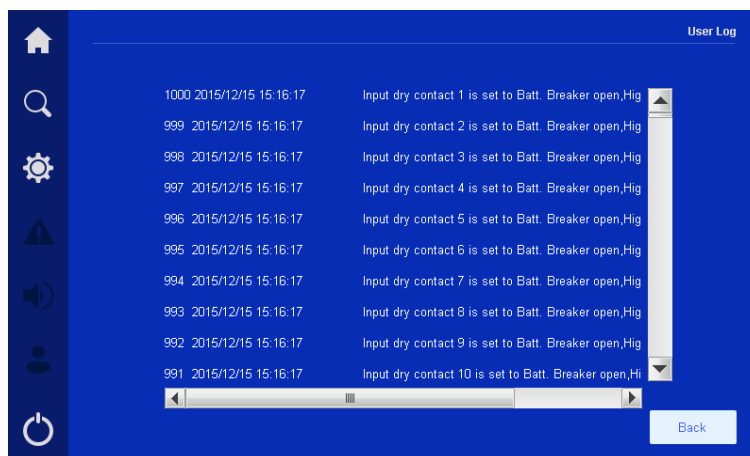 User Log
1000 2015/12/15 15:16:17 Input dry contact 1 is set to Batt. Breaker open,Hig
999 2015/12/15 15:16:17 Input dry contact 2 is set to Batt. Breaker open,Hig
998 2015/12/15 15:16:17 Input dry contact 3 is set to Batt. Breaker open,Hig
997 2015/12/15 15:16:17 Input dry contact 4 is set to Batt. Breaker open,Hig
996 2015/12/15 15:16:17 Input dry contact 5 is set to Batt. Breaker open,Hig
995 2015/12/15 15:16:17 Input dry contact 6 is set to Batt. Breaker open,Hig
994 2015/12/15 15:16:17 Input dry contact 7 is set to Batt. Breaker open,Hig
993 2015/12/15 15:16:17 Input dry contact 8 is set to Batt. Breaker open,Hig
992 2015/12/15 15:16:17 Input dry contact 9 is set to Batt. Breaker open,Hig
991 2015/12/15 15:16:17 Input dry contact 10 is set to Batt. Breaker open,Hi
Back